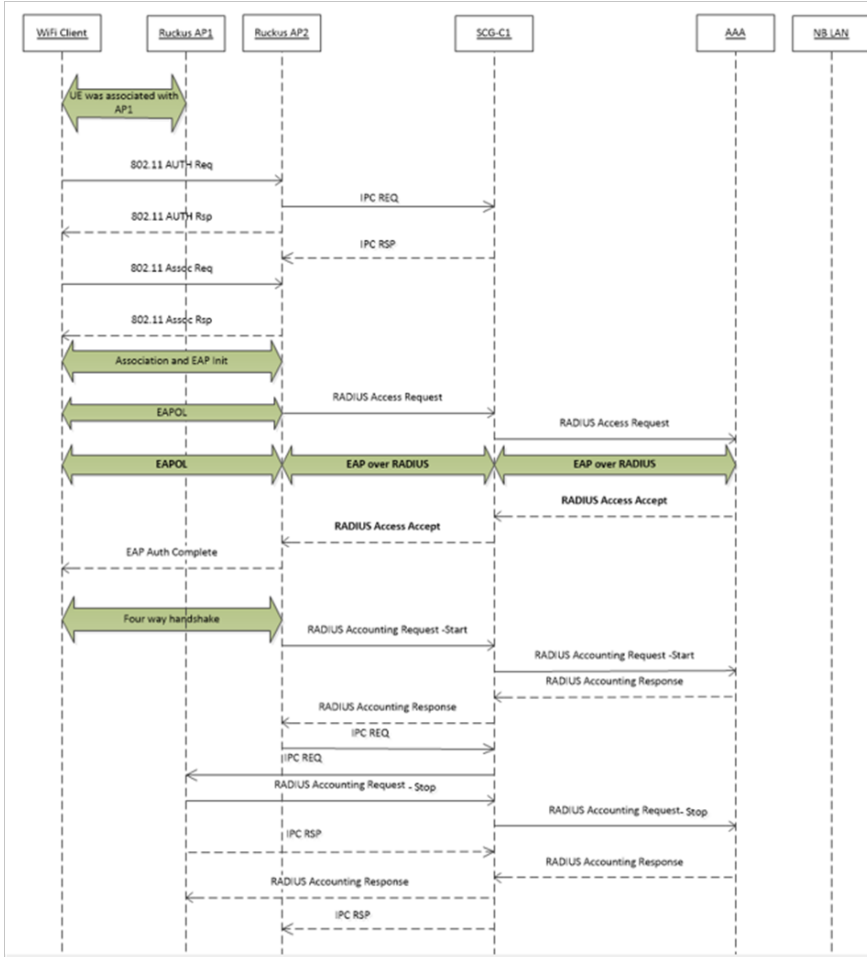 WiFi Client
Ruckus AP1
Ruckus AP2
SCG-C1
AAA
NB LAN
UE was associated with
AP1
802.11 AUTH Req
IPC REQ
802.11 AUTH Rsp
IPC RSP
802.11 Assoc Req
802.11 Assoc Rsp
Association and EAP Init
RADIUS Access Request
EAPOL
RADIUS Access Request
EAPOL
EAP over RADIUS
EAP over RADIUS
RADIUS Access Accept
RADIUS Access Accept
EAP Auth Complete
Four way handshake
RADIUS Accounting Request -Start
RADIUS Accounting Request -Start
RADIUS Accounting Response
RADIUS Accounting Response
IPC REQ
IPC REQ
RADIUS Accounting Request - Stop
RADIUS Accounting Request- Stop
IPC RSP
RADIUS Accounting Response
RADIUS Accounting Response
IPC RSP